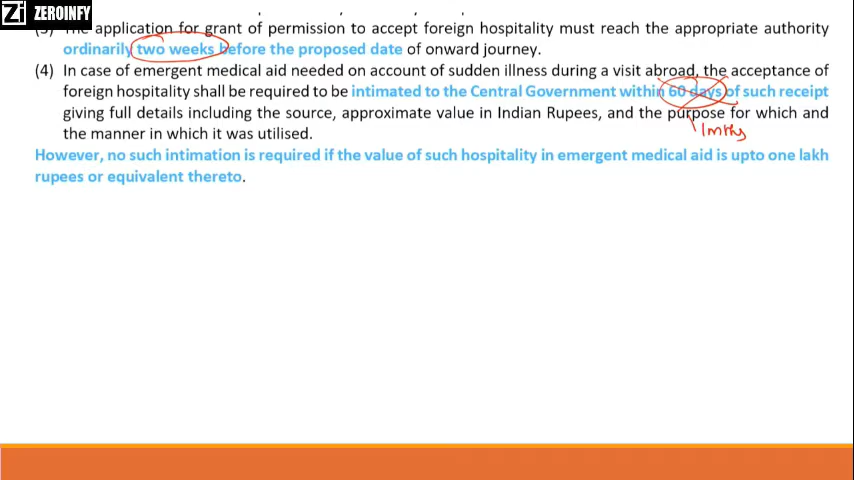 Zi ZEROINFY
(3) The application for grant of permission to accept foreign hospitality must reach the appropriate authority
ordinarily two weeks before the proposed date of onward journey.
(4) In case of emergent medical aid needed on account of sudden illness during a visit abroad, the acceptance of
foreign hospitality shall be required to be intimated to the Central Government within 60 days of such receipt
giving full details including the source, approximate value in Indian Rupees, and the purpose for which and
the manner in which it was utilised.
However, no such intimation is required if the value of such hospitality in emergent medical aid is upto one lakh
rupees or equivalent thereto.